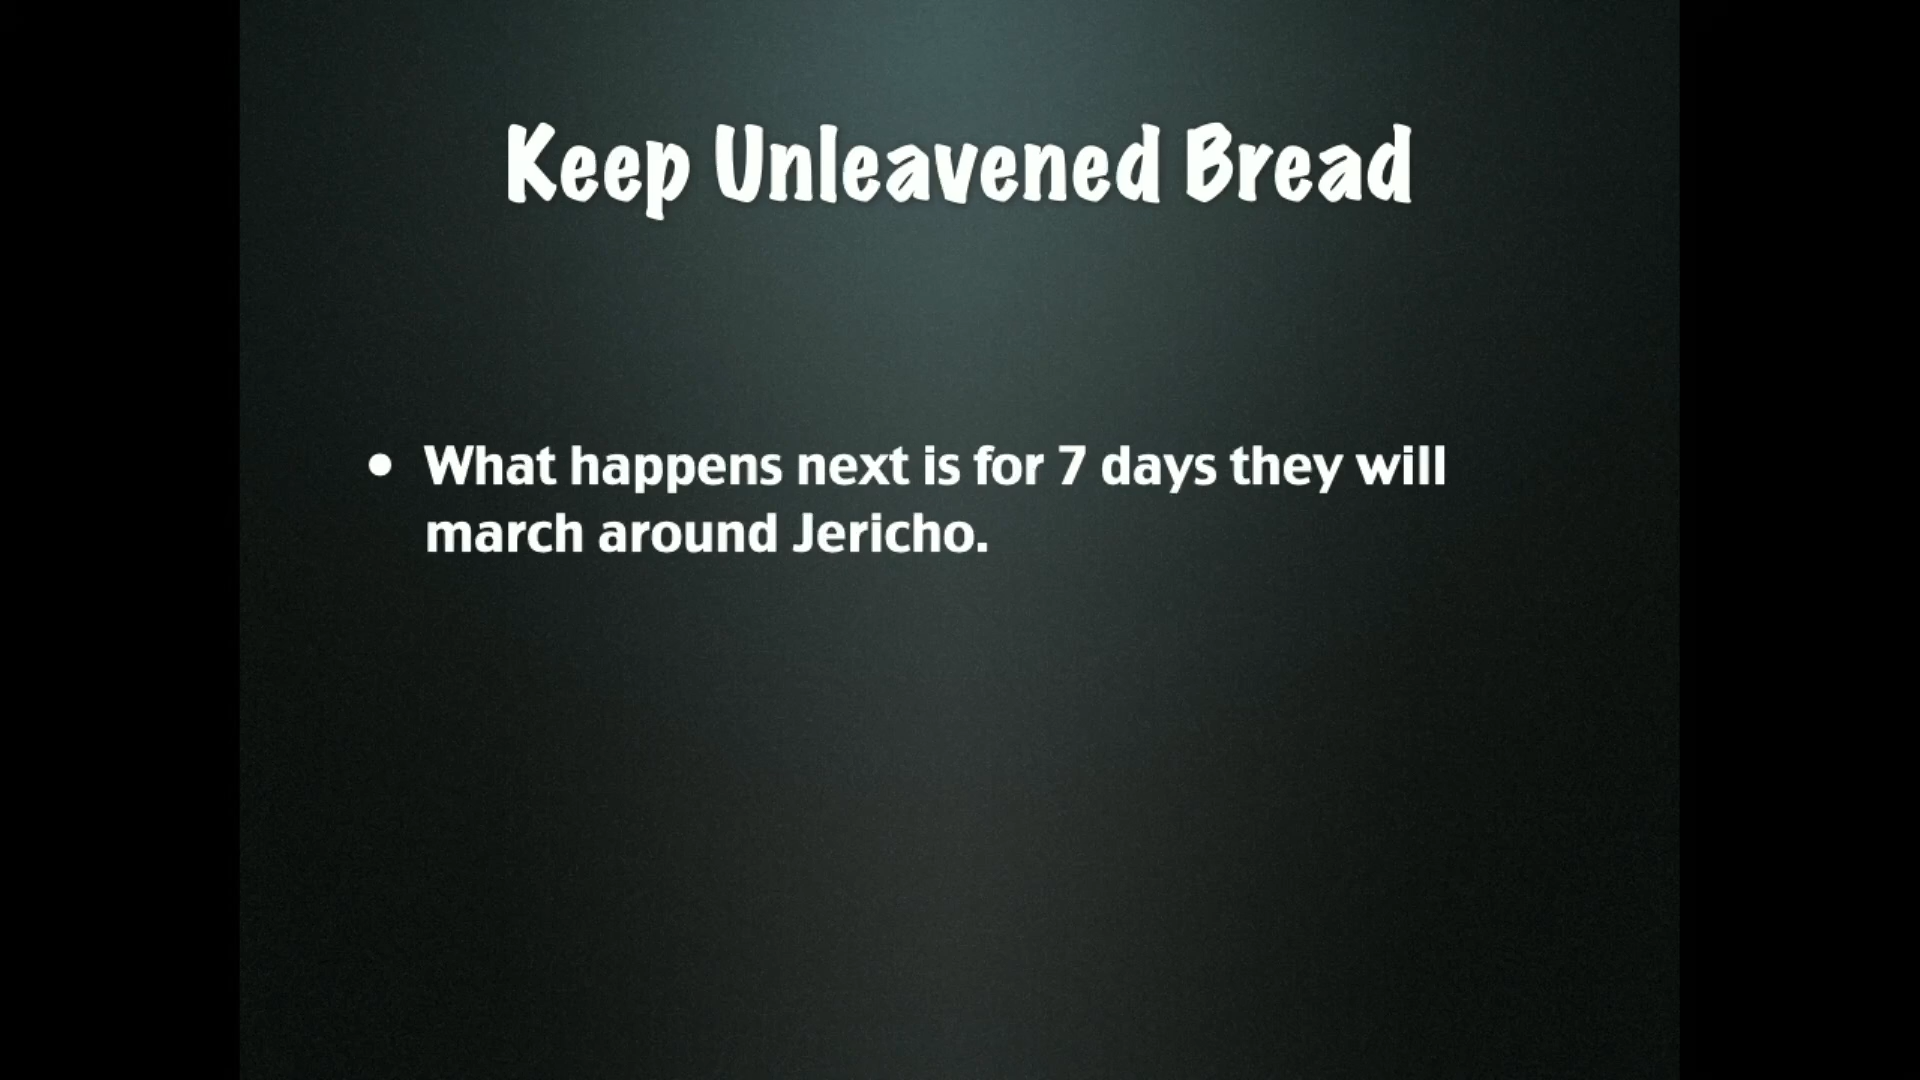 Keep Unleavened Bread
• What happens next is for 7 days they will
march around Jericho.